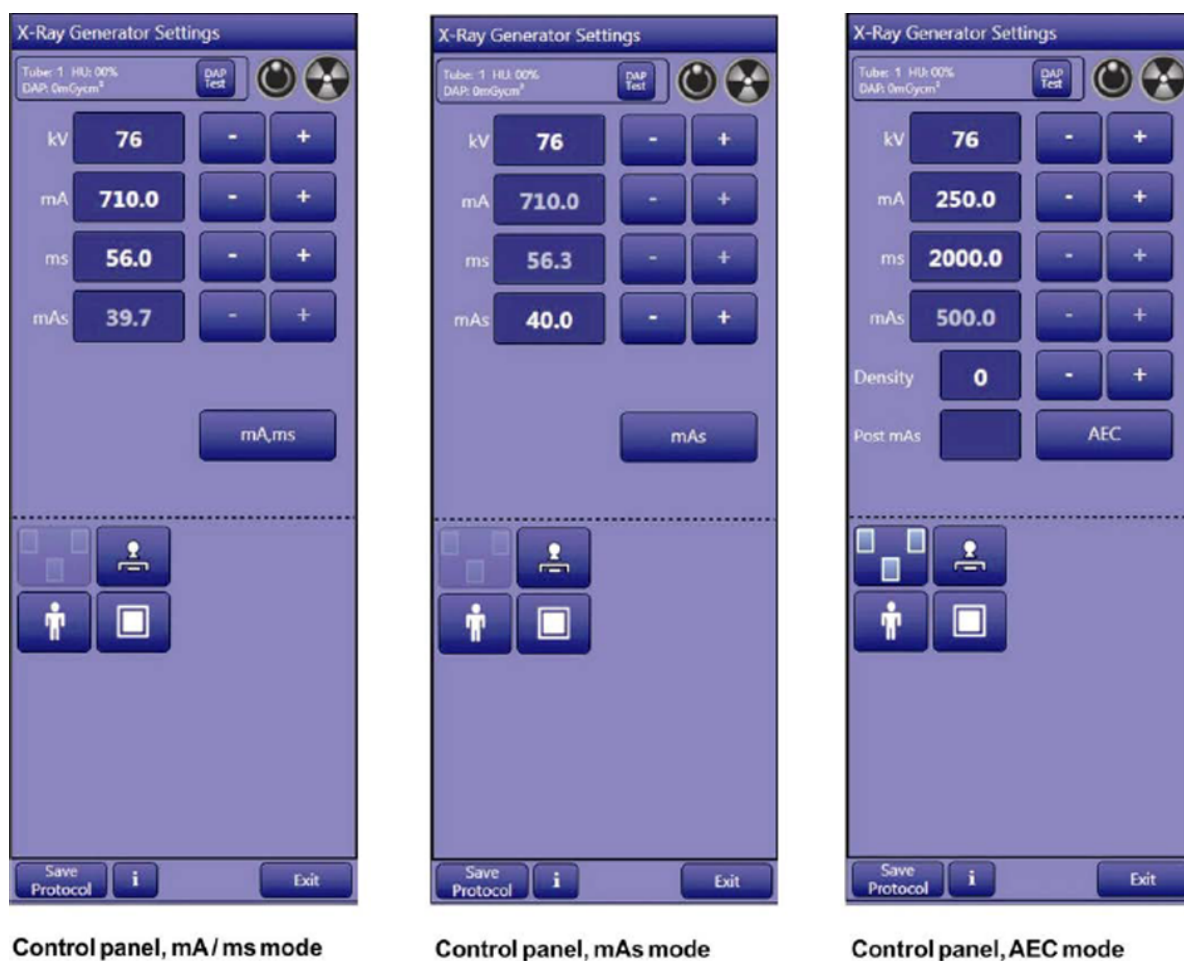 X-Ray Generator Settings
Tube: 1 HU: 00%
DAP: 0mGycm²
DAP
Test
kV 76 - +
mA 710.0 - +
ms 56.0 - +
mAs 39.7 - +
mA,ms
Save
Protocol
i
Exit
Control panel, mA / ms mode
X-Ray Generator Settings
Tube: 1 HU: 00%
DAP: 0mGycm²
DAP
Test
kV 76 - +
mA 710.0 - +
ms 56.3 - +
mAs 40.0 - +
mAs
Save
Protocol
i
Exit
Control panel, mAs mode
X-Ray Generator Settings
Tube: 1 HU: 00%
DAP: 0mGycm²
DAP
Test
kV 76 - +
mA 250.0 - +
ms 2000.0 - +
mAs 500.0 - +
Density 0 - +
Post mAs AEC
Save
Protocol
i
Exit
Control panel, AEC mode